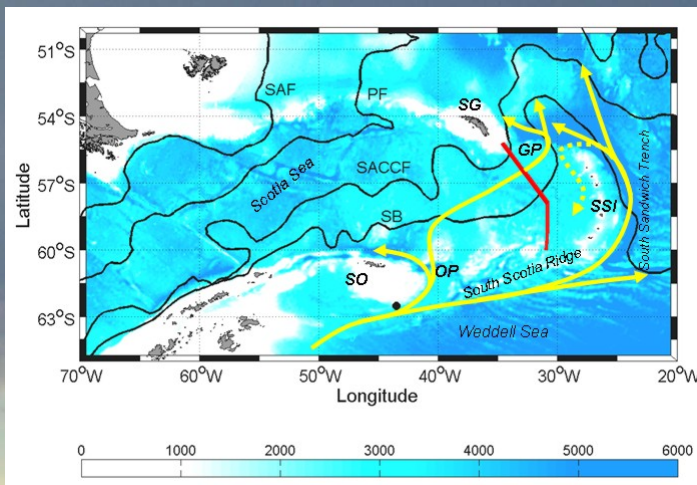 51°S
54°S
57°S
60°S
63°S
Latitude
SAF
PF
SG
GP
SACCF
Scotia Sea
SSI
SB
South Sandwich Trench
OP
South Scotia Ridge
SO
Weddell Sea
70°W 60°W 50°W 40°W 30°W 20°W
Longitude
0 1000 2000 3000 4000 5000 6000